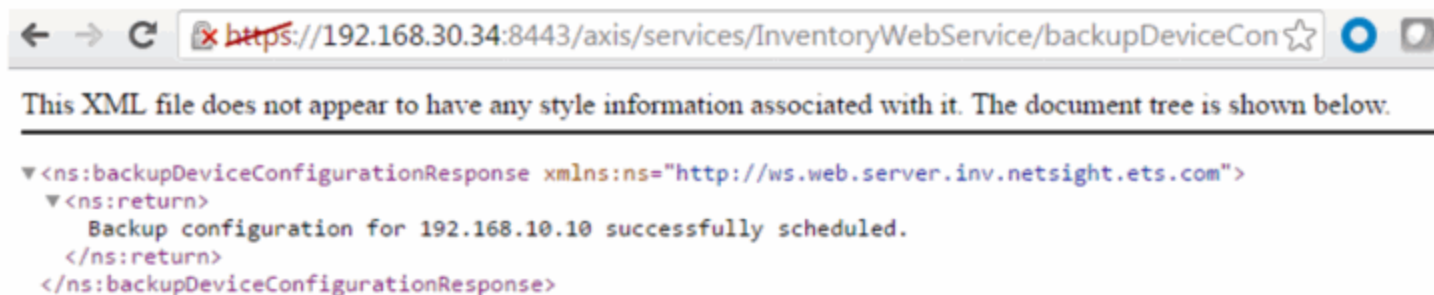 https://192.168.30.34:8443/axis/services/InventoryWebService/backupDeviceCon
This XML file does not appear to have any style information associated with it. The document tree is shown below.
▼<ns:backupDeviceConfigurationResponse xmlns:ns="http://ws.web.server.inv.netsight.ets.com">
▼<ns:return>
Backup configuration for 192.168.10.10 successfully scheduled.
</ns:return>
</ns:backupDeviceConfigurationResponse>